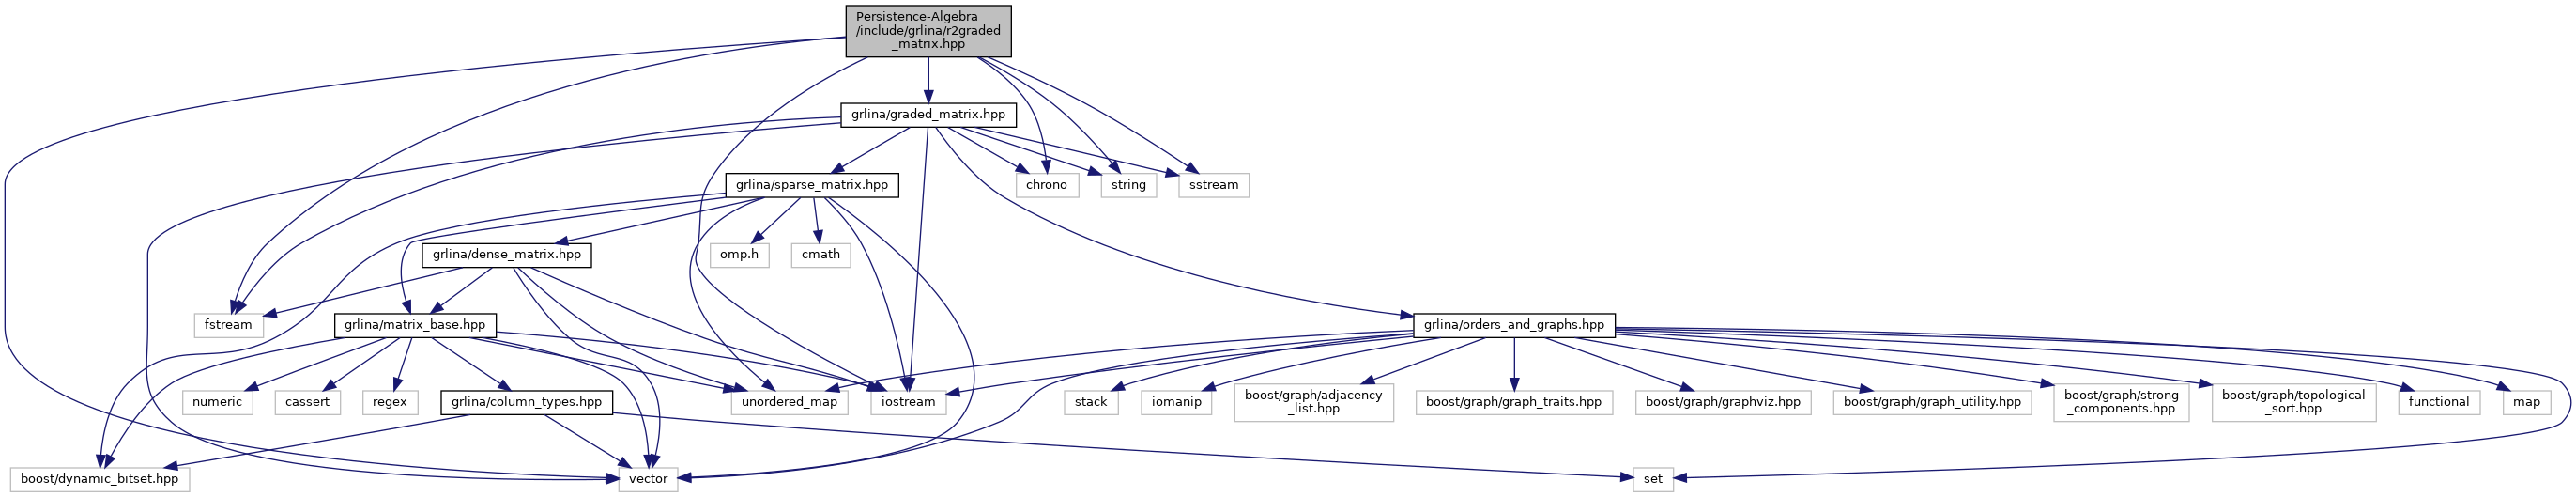 Persistence-Algebra
/include/grlina/r2graded
_matrix.hpp
grlina/graded_matrix.hpp
grlina/sparse_matrix.hpp
chrono
string
sstream
grlina/dense_matrix.hpp
omp.h
cmath
fstream
grlina/matrix_base.hpp
grlina/orders_and_graphs.hpp
numeric
cassert
regex
grlina/column_types.hpp
unordered_map
iostream
stack
iomanip
boost/graph/adjacency
_list.hpp
boost/graph/graph_traits.hpp
boost/graph/graphviz.hpp
boost/graph/graph_utility.hpp
boost/graph/strong
_components.hpp
boost/graph/topological
_sort.hpp
functional
map
boost/dynamic_bitset.hpp
vector
set